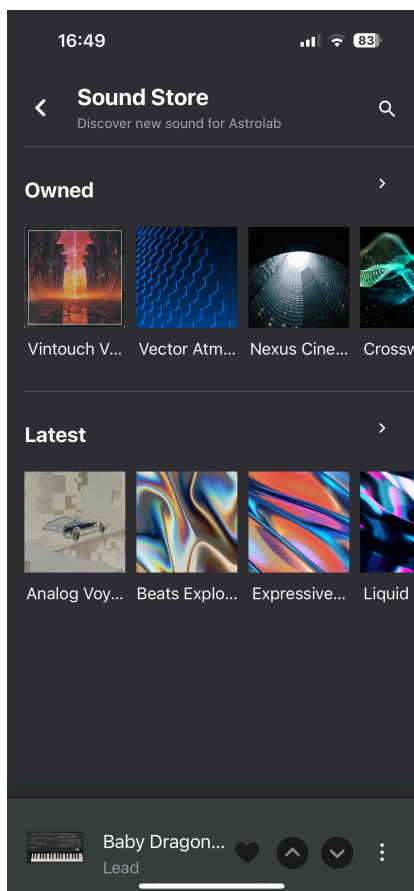 16:49
83
Sound Store
Discover new sound for Astrolab
Owned
Vintouch V...
Vector Atm...
Nexus Cine...
Crossw
Latest
Analog Voy...
Beats Explo...
Expressive...
Liquid
Baby Dragon...
Lead